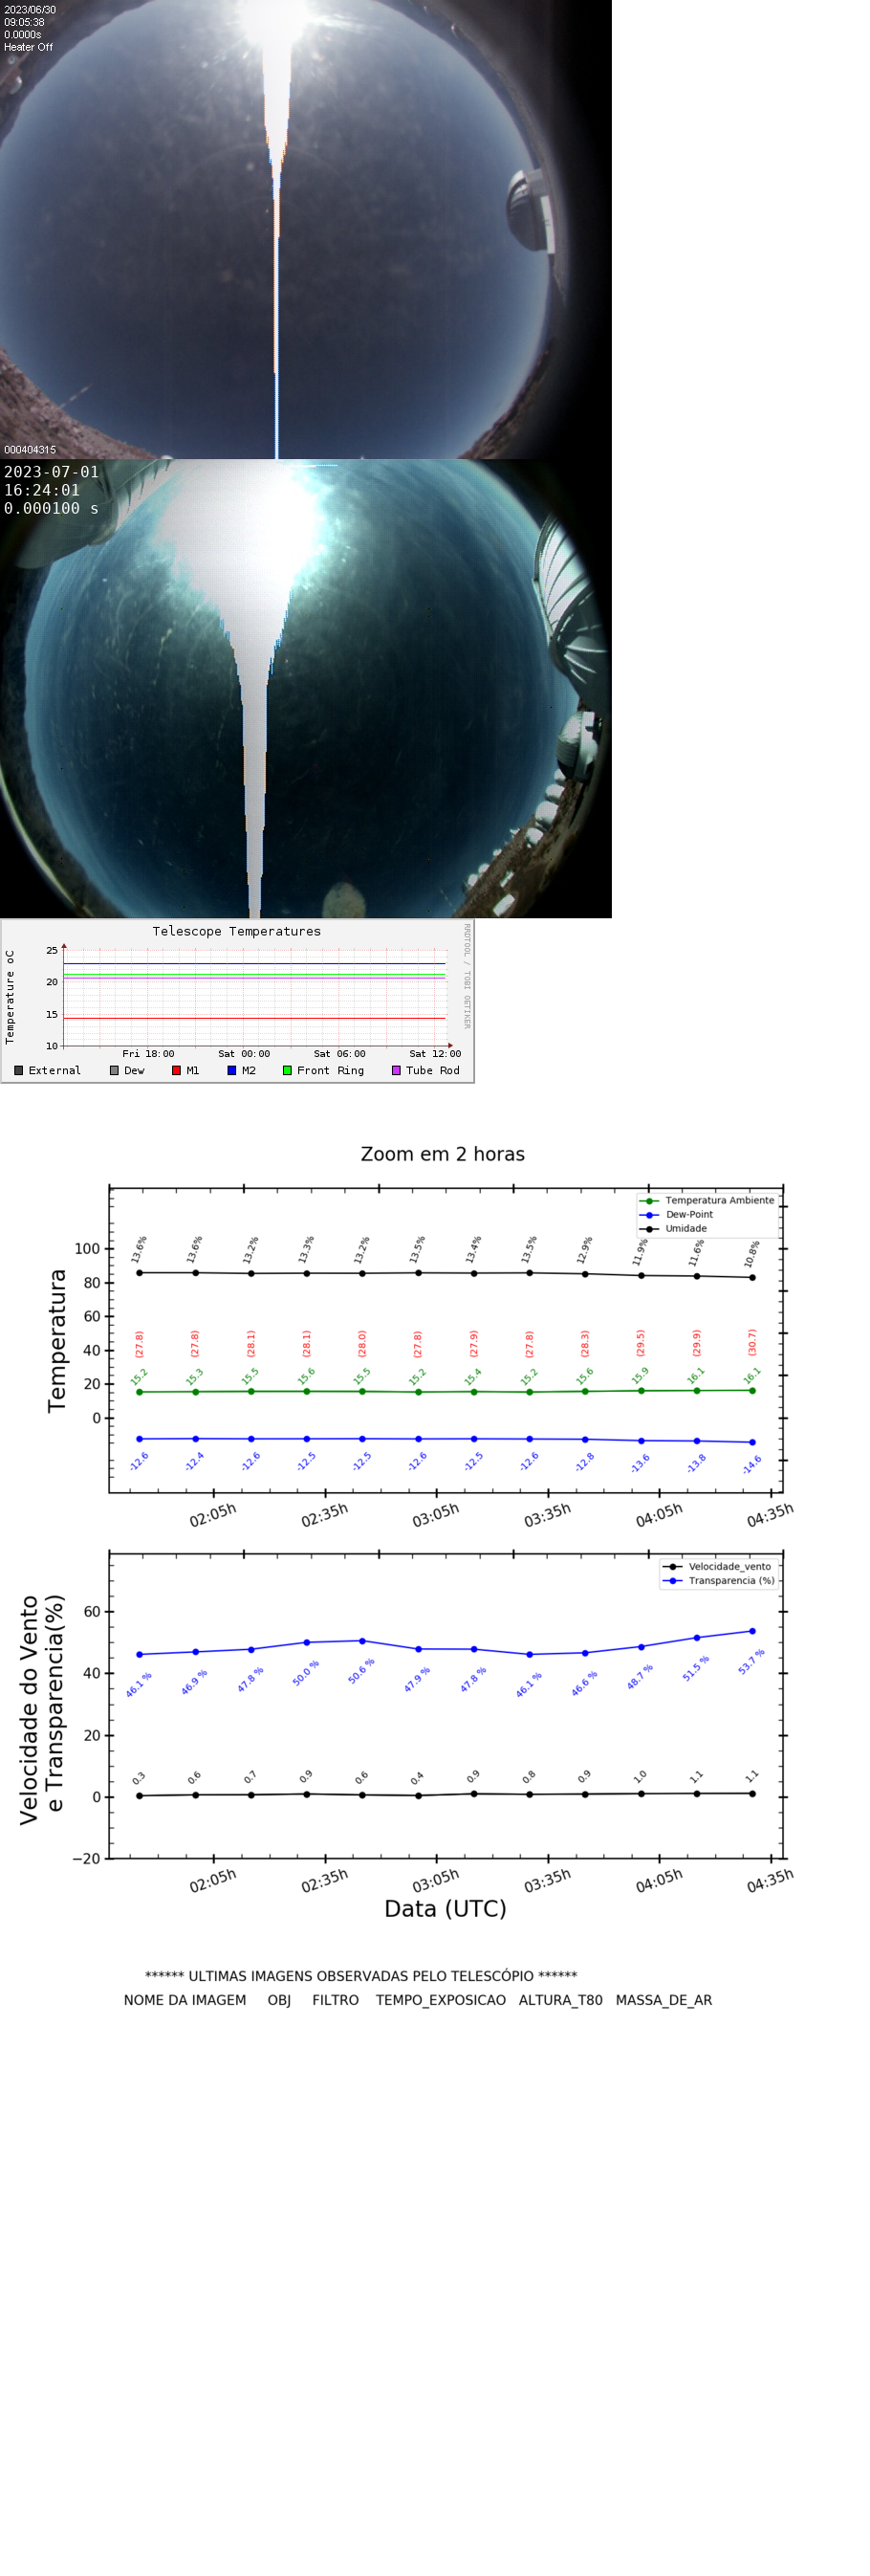 2023/06/30
09:05:38
0.0000s
Heater Off
000404315
2023-07-01
16:24:01
0.000100 s
Telescope Temperatures
RRDTOOL / TOBI OETIKER
Temperature oC
25
20
15
10
Fri 18:00 Sat 00:00 Sat 06:00 Sat 12:00
External Dew M1 M2 Front Ring Tube Rod
Zoom em 2 horas
Temperatura Ambiente
Dew-Point
Umidade
Temperatura
100
80
60
40
20
0
13.6% 13.6% 13.2% 13.3% 13.2% 13.5% 13.4% 13.5% 12.9% 11.9% 11.6% 10.8%
(27.8) (27.8) (28.1) (28.1) (28.0) (27.8) (27.9) (27.8) (28.3) (29.5) (29.9) (30.7)
15.2 15.3 15.5 15.6 15.5 15.2 15.4 15.2 15.6 15.9 16.1 16.1
-12.6 -12.4 -12.6 -12.5 -12.5 -12.6 -12.5 -12.6 -12.8 -13.6 -13.8 -14.6
02:05h 02:35h 03:05h 03:35h 04:05h 04:35h
Velocidade_vento
Transparencia (%)
Velocidade do Vento
e Transparencia(%)
60
40
20
0
−20
46.1 % 46.9 % 47.8 % 50.0 % 50.6 % 47.9 % 47.8 % 46.1 % 46.6 % 48.7 % 51.5 % 53.7 %
0.3 0.6 0.7 0.9 0.6 0.4 0.9 0.8 0.9 1.0 1.1 1.1
02:05h 02:35h 03:05h 03:35h 04:05h 04:35h
Data (UTC)
****** ULTIMAS IMAGENS OBSERVADAS PELO TELESCÓPIO ******
NOME DA IMAGEM OBJ FILTRO TEMPO_EXPOSICAO ALTURA_T80 MASSA_DE_AR